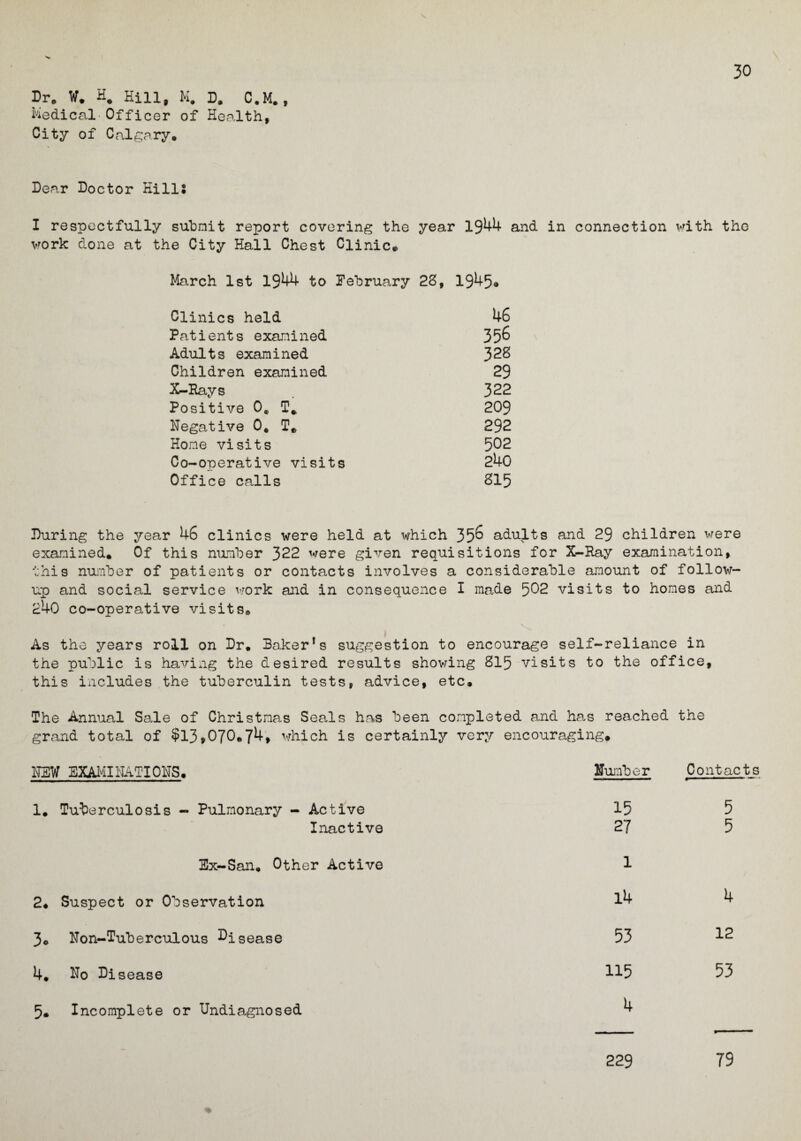 30
Dr. W. H. Hill, M. D. C.M.,
Medical Officer of Health,
City of Calgary.
Dear Doctor Hill:
I respectfully submit report covering the year 1944 and in connection with the
work done at the City Hall Chest Clinic.
March 1st 1944 to February 28, 1945.
Clinics held 46
Patients examined 356
Adults examined 328
Children examined 29
X-Rays 322
Positive O. T. 209
Negative O. T. 292
Home visits 502
Co-operative visits 240
Office calls 815
During the year 46 clinics were held at which 356 adults and 29 children were
examined. Of this number 322 were given requisitions for X-Ray examination,
this number of patients or contacts involves a considerable amount of follow-
up and social service work and in consequence I made 502 visits to homes and
240 co-operative visits.
As the years roll on Dr. Baker's suggestion to encourage self-reliance in
the public is having the desired results showing 815 visits to the office,
this includes the tuberculin tests, advice, etc.
The Annual Sale of Christmas Seals has been completed and has reached the
grand total of $13,070.74, which is certainly very encouraging.
NEW EXAMINATIONS. Number Contacts
1. Tuberculosis - Pulmonary - Active 15 5
Inactive 27 5
Ex-San. Other Active 1
2. Suspect or Observation 14 4
3. Non-Tuberculous Disease 53 12
4. No Disease 115 53
5. Incomplete or Undiagnosed 4
229 79